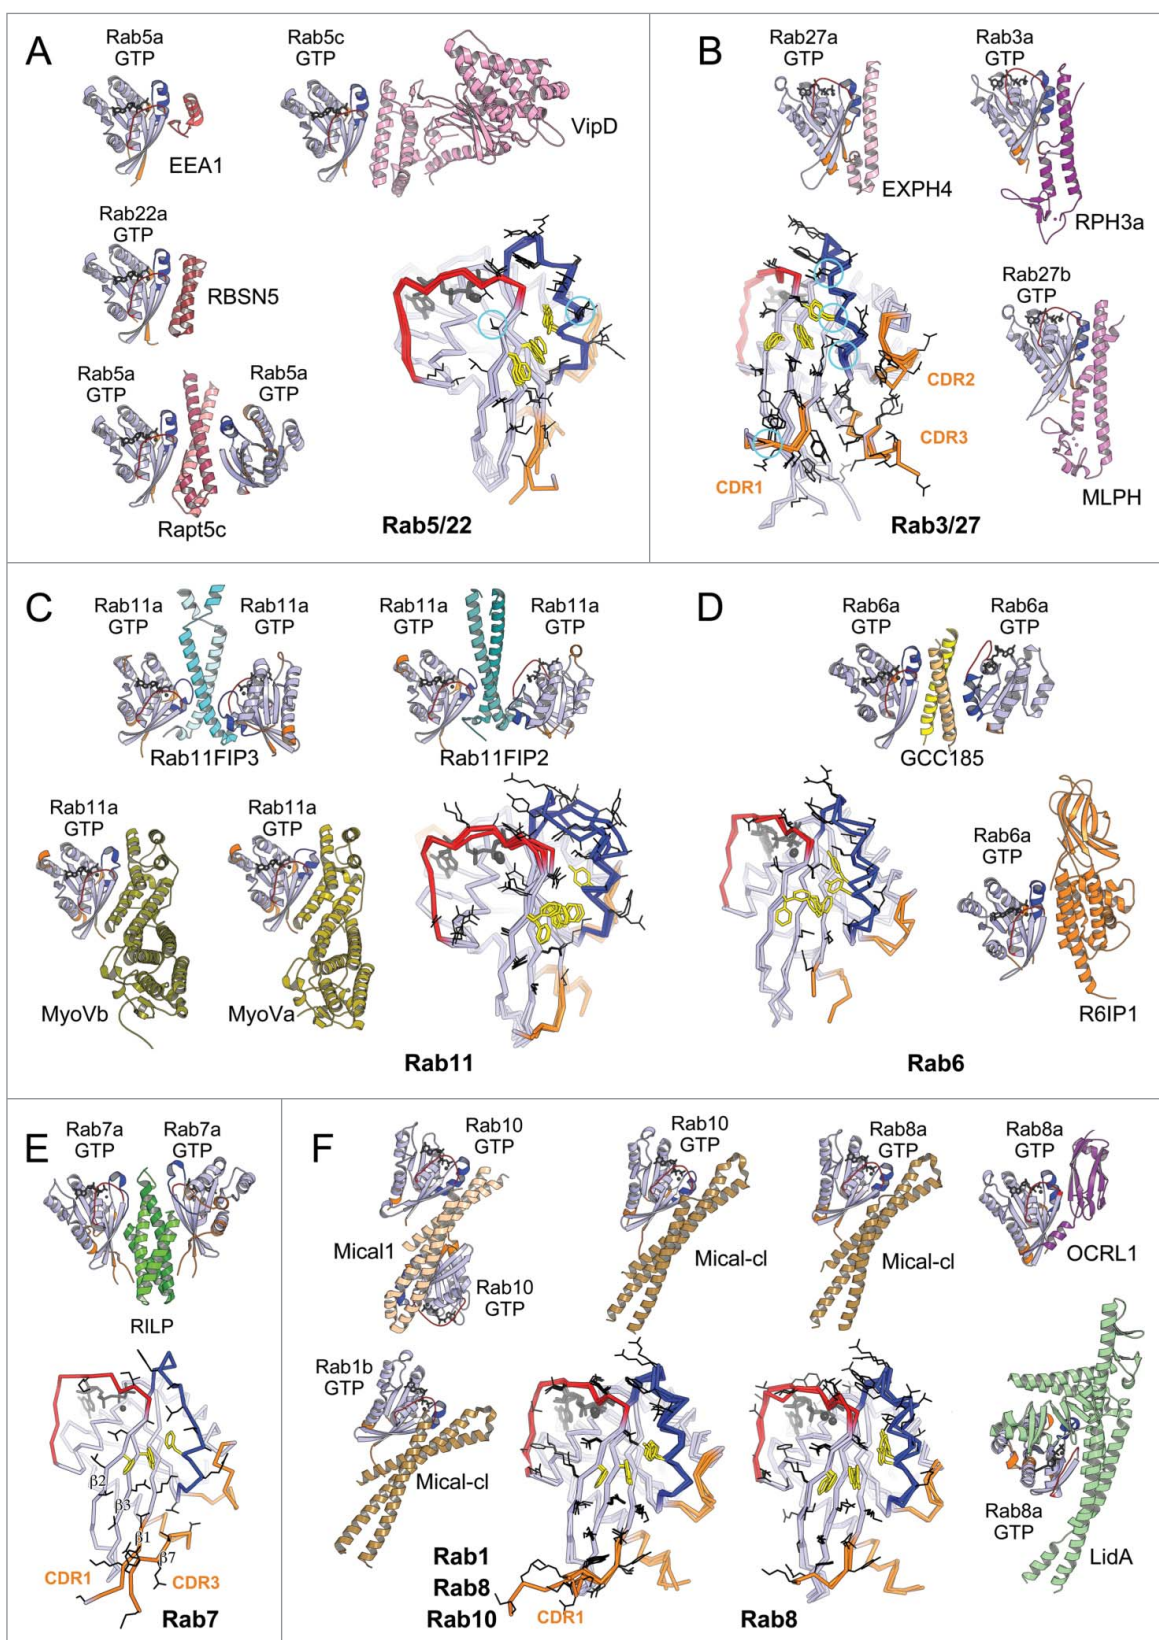 A
Rab5a
GTP
EEA1
Rab5c
GTP
VipD
Rab22a
GTP
RBSN5
Rab5a
GTP
Rab5a
GTP
Rapt5c
Rab5/22
B
Rab27a
GTP
EXPH4
Rab3a
GTP
RPH3a
Rab27b
GTP
MLPH
CDR2
CDR3
CDR1
Rab3/27
C
Rab11a
GTP
Rab11a
GTP
Rab11FIP3
Rab11a
GTP
Rab11a
GTP
Rab11FIP2
Rab11a
GTP
MyoVb
Rab11a
GTP
MyoVa
Rab11
D
Rab6a
GTP
Rab6a
GTP
GCC185
Rab6a
GTP
R6IP1
Rab6
E
Rab7a
GTP
Rab7a
GTP
RILP
β2
β3
β1
β7
CDR1
CDR3
Rab7
F
Rab10
GTP
Mical1
Rab10
GTP
Rab10
GTP
Mical-cl
Rab8a
GTP
Mical-cl
Rab8a
GTP
OCRL1
Rab1b
GTP
Mical-cl
Rab1
Rab8
Rab10
CDR1
Rab8
Rab8a
GTP
LidA